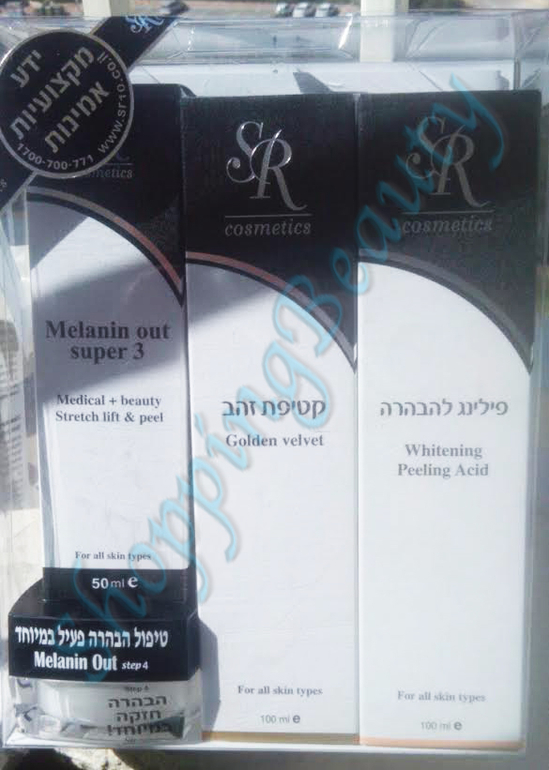 SR
ידע
מקצועיות
אמינות
1700-700-771 www.sr10.co.il
SR
cosmetics
Melanin out
super 3
Medical + beauty
Stretch lift & peel
For all skin types
50 ml e
טיפול הבהרה פעיל במיוחד
Melanin Out step 4
הבהרה
חזקה
במיוחד!
SR
cosmetics
קטיפת זהב
Golden velvet
For all skin types
100 ml e
SR
cosmetics
פילינג להבהרה
Whitening
Peeling Acid
For all skin types
100 ml e
ShoppingBeauty